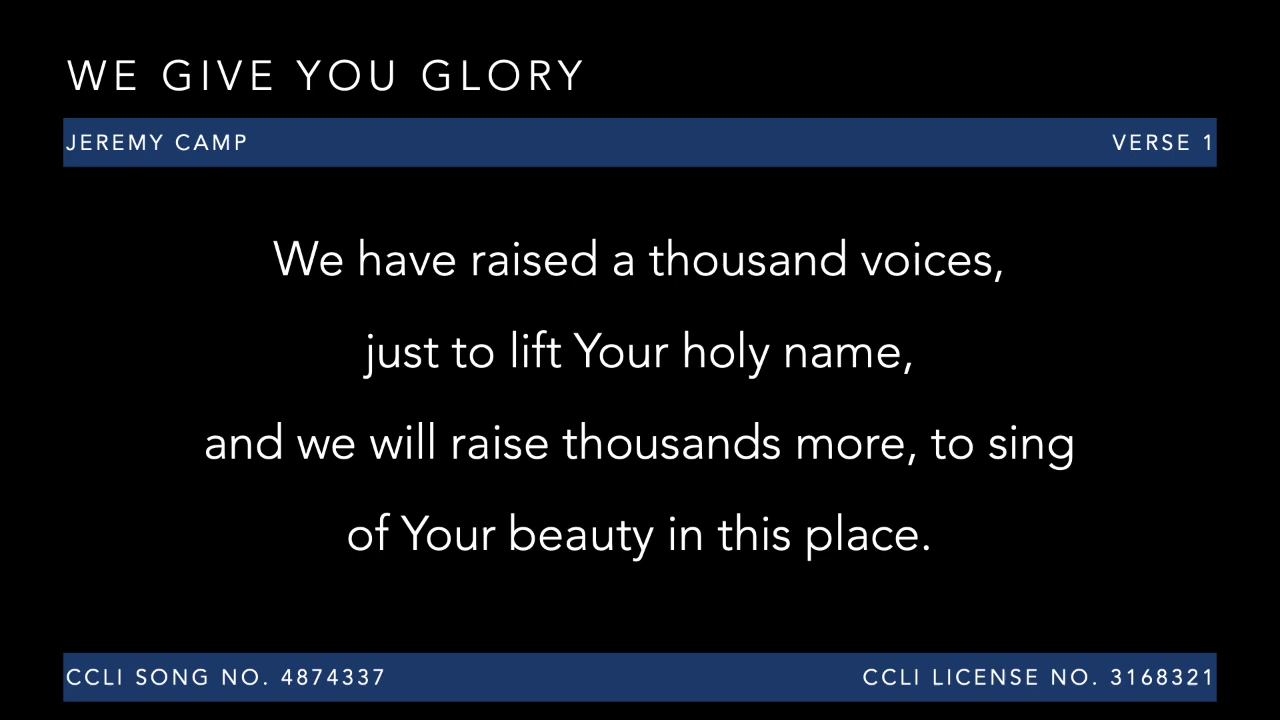 WE GIVE YOU GLORY
JEREMY CAMP
VERSE 1
We have raised a thousand voices,
just to lift Your holy name,
and we will raise thousands more, to sing
of Your beauty in this place.
CCLI SONG NO. 4874337
CCLI LICENSE NO. 3168321